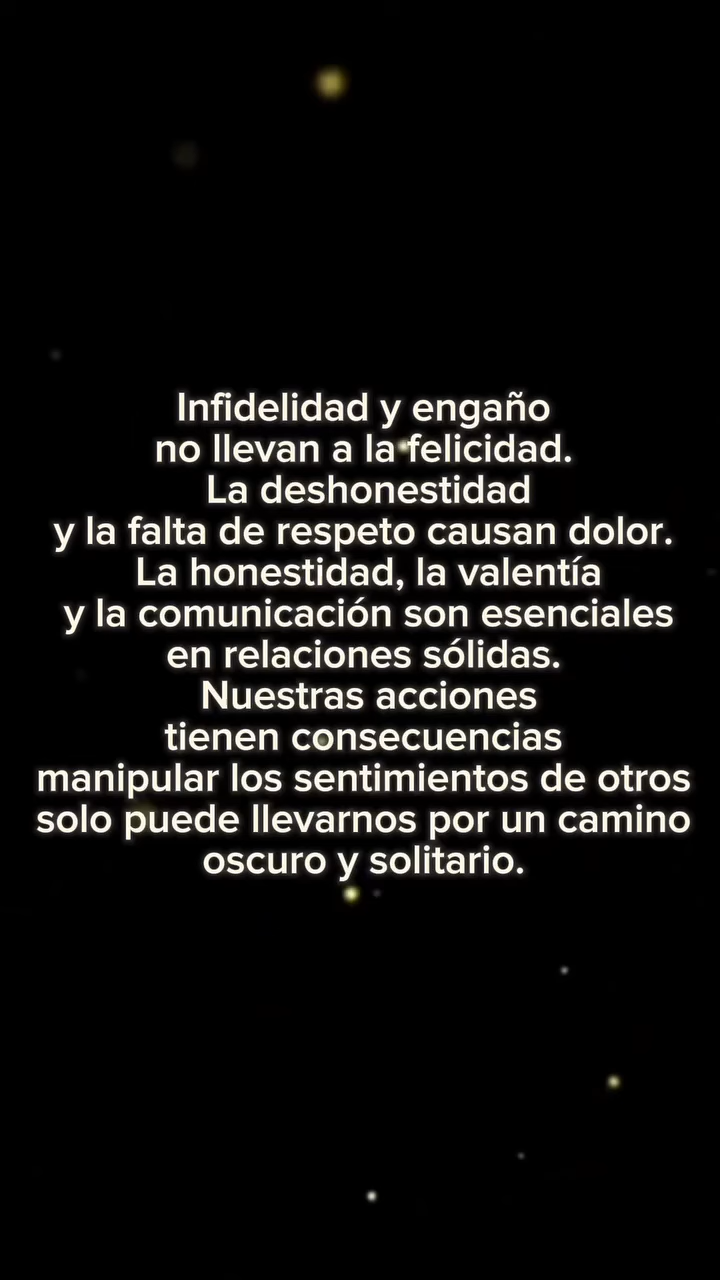 Infidelidad y engaño
no llevan a la felicidad.
La deshonestidad
y la falta de respeto causan dolor.
La honestidad, la valentía
y la comunicación son esenciales
en relaciones sólidas.
Nuestras acciones
tienen consecuencias
manipular los sentimientos de otros
solo puede llevarnos por un camino
oscuro y solitario.